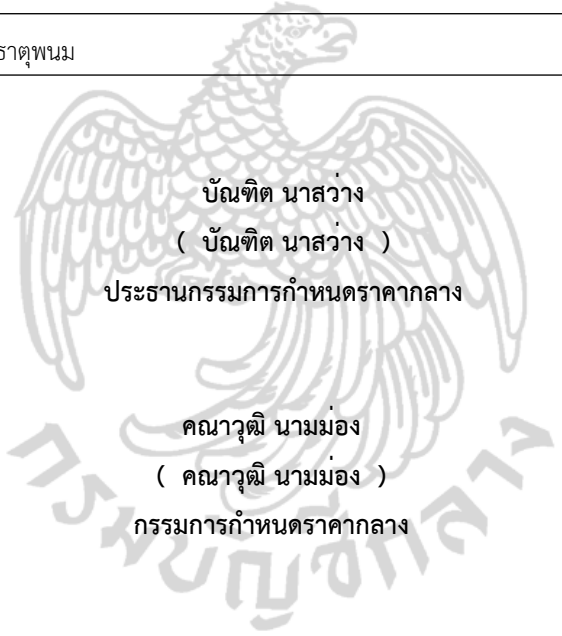 ธาตุพนม
บัณฑิต นาสว่าง
( บัณฑิต นาสว่าง )
ประธานกรรมการกำหนดราคากลาง
คณาวุฒิ นามม่อง
( คณาวุฒิ นามม่อง )
กรรมการกำหนดราคากลาง
กรมบัญชีกลาง